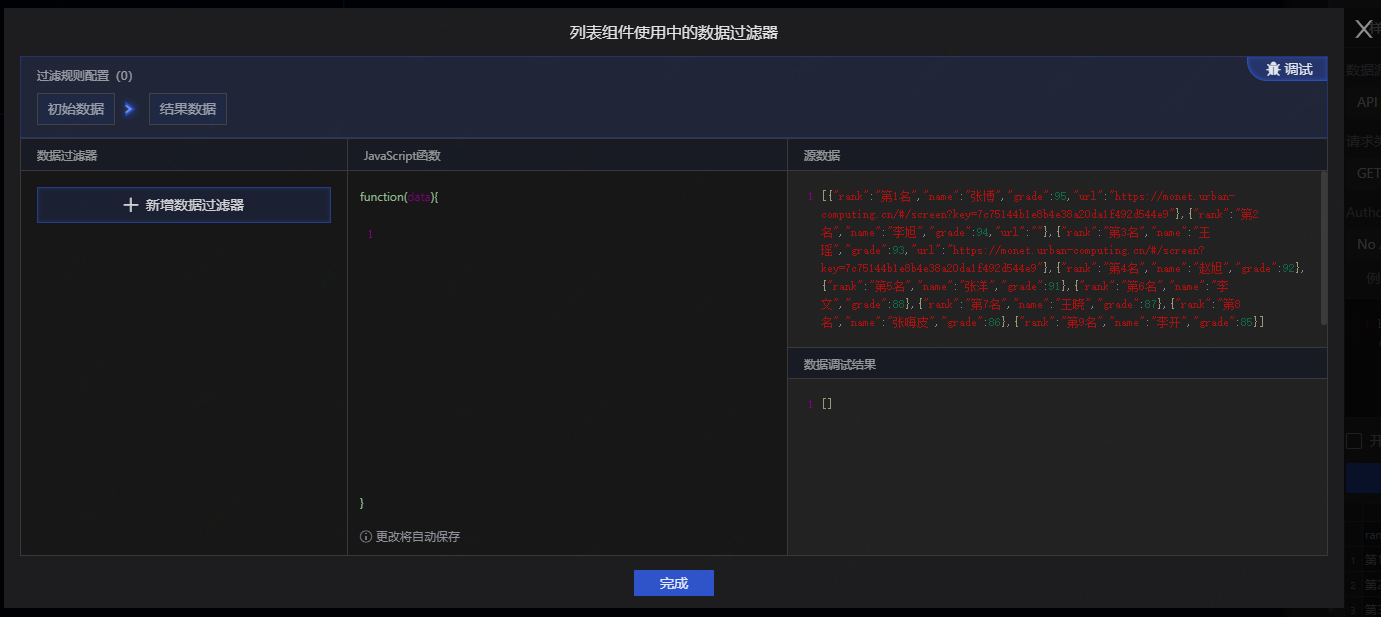 列表组件使用中的数据过滤器
过滤规则配置 (0)
调试
初始数据
结果数据
数据过滤器
JavaScript函数
源数据
新增数据过滤器
function(data){
1
}
更改将自动保存
1 [{"rank":"第1名","name":"张博","grade":95,"url":"https://monet.urban-
computing.cn/#/screen?key=7c75144b1e8b4e38a20da1f492d544e9"},{"rank":"第2
名","name":"李旭","grade":94,"url":""},{"rank":"第3名","name":"王
瑶","grade":93,"url":"https://monet.urban-computing.cn/#/screen?
key=7c75144b1e8b4e38a20da1f492d544e9"},{"rank":"第4名","name":"赵旭","grade":92},
{"rank":"第5名","name":"张洋","grade":91},{"rank":"第6名","name":"李
文","grade":88},{"rank":"第7名","name":"王晓","grade":87},{"rank":"第8
名","name":"张嗨皮","grade":86},{"rank":"第9名","name":"李开","grade":85}]
数据调试结果
1 []
完成
数据源
API
请求
GET
Autho
No
例
开
ran
1 第
2 第
3 第